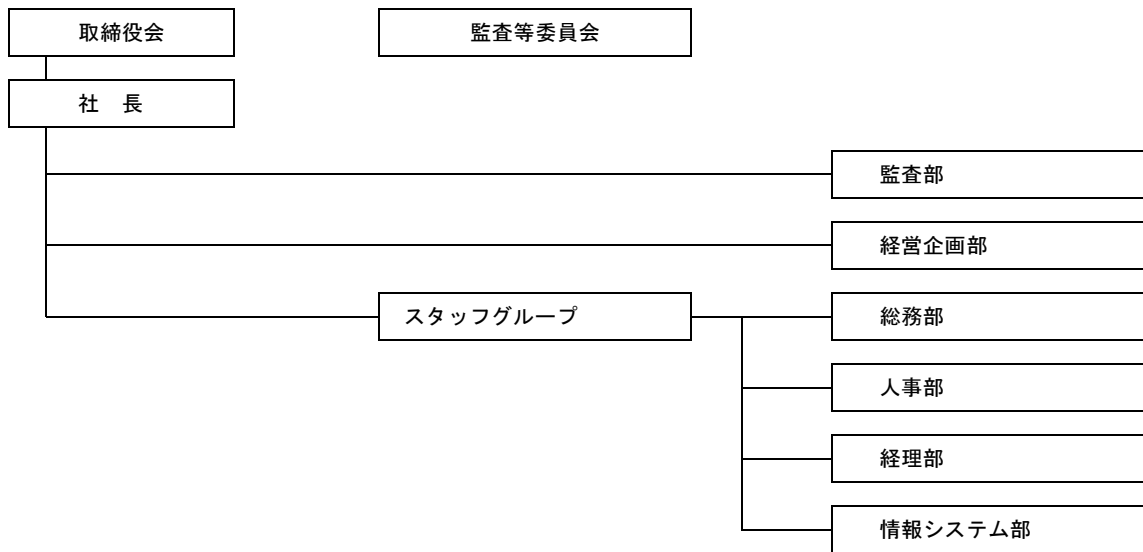 取締役会
監査等委員会
社　長
監査部
経営企画部
スタッフグループ
総務部
人事部
経理部
情報システム部